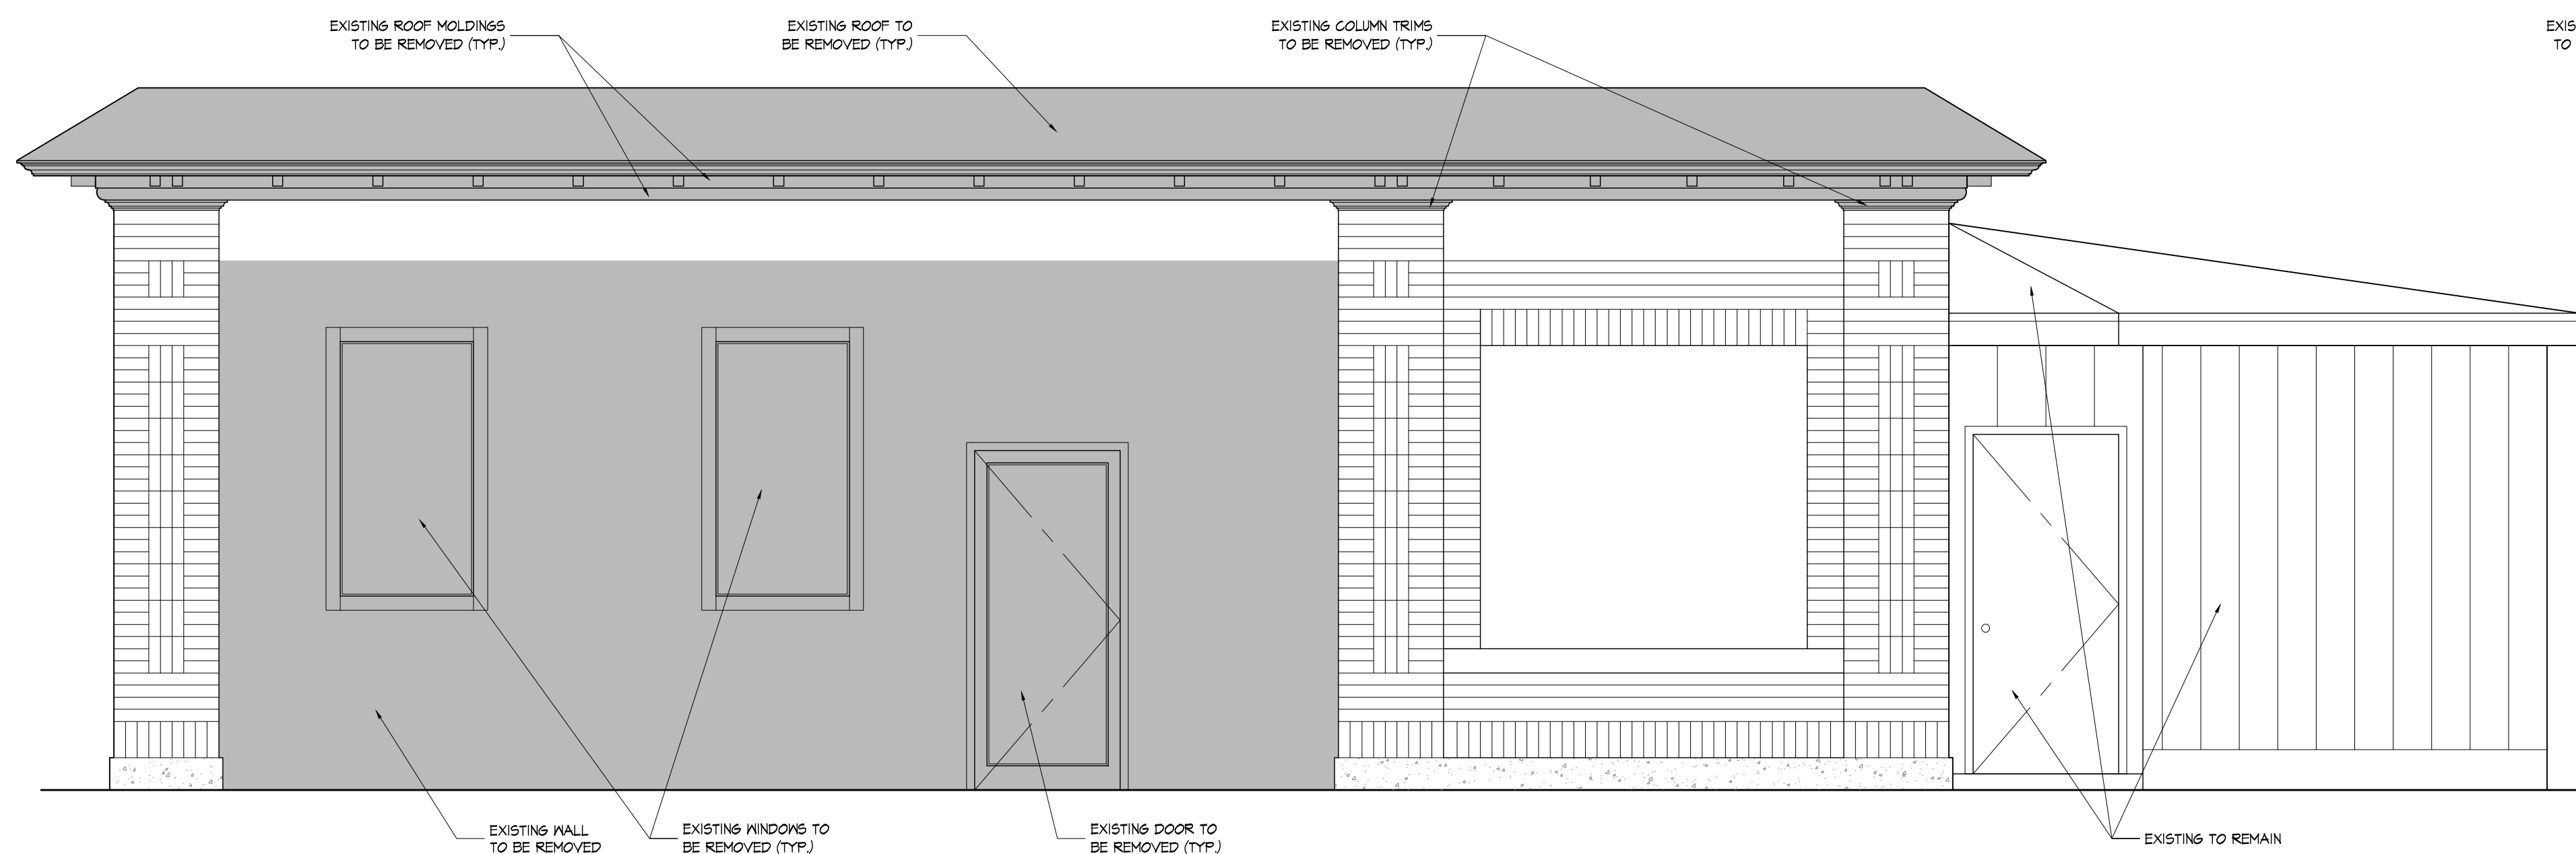 EXISTING ROOF MOLDINGS
TO BE REMOVED (TYP.)
EXISTING ROOF TO
BE REMOVED (TYP.)
EXISTING COLUMN TRIMS
TO BE REMOVED (TYP.)
EXIS
TO
EXISTING WALL
TO BE REMOVED
EXISTING WINDOWS TO
BE REMOVED (TYP.)
EXISTING DOOR TO
BE REMOVED (TYP.)
EXISTING TO REMAIN